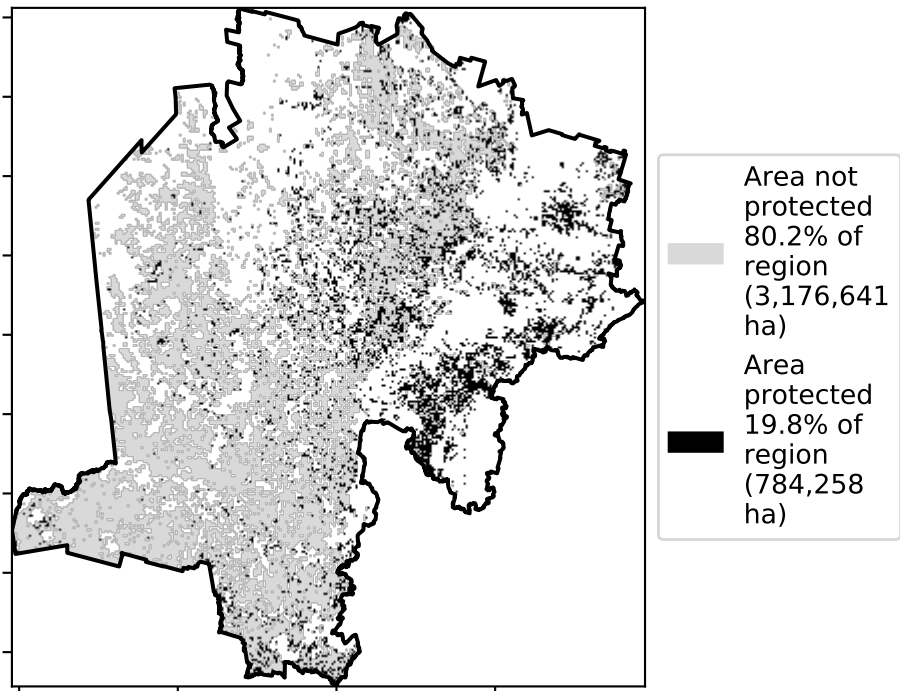 Area not
protected
80.2% of
region
(3,176,641
ha)
Area
protected
19.8% of
region
(784,258
ha)